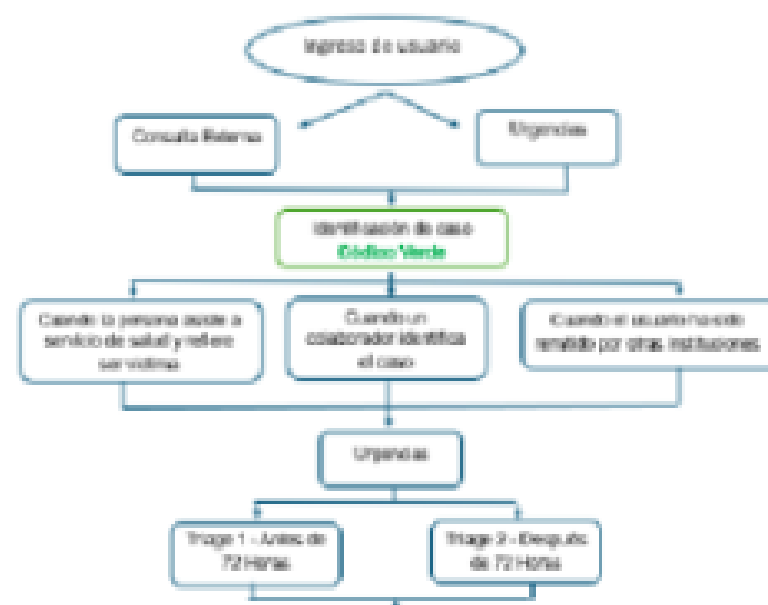 Ingreso de usuario
Consulta Externa
Urgencias
Identificación de caso
Código Verde
Cuando la persona asiste a
servicio de salud y refiere
ser victima
Cuando un
colaborador identifica
el caso
Cuando el usuario ha sido
remitido por otras instituciones
Urgencias
Triage 1 - Antes de
72 Horas
Triage 2 - Después
de 72 Horas